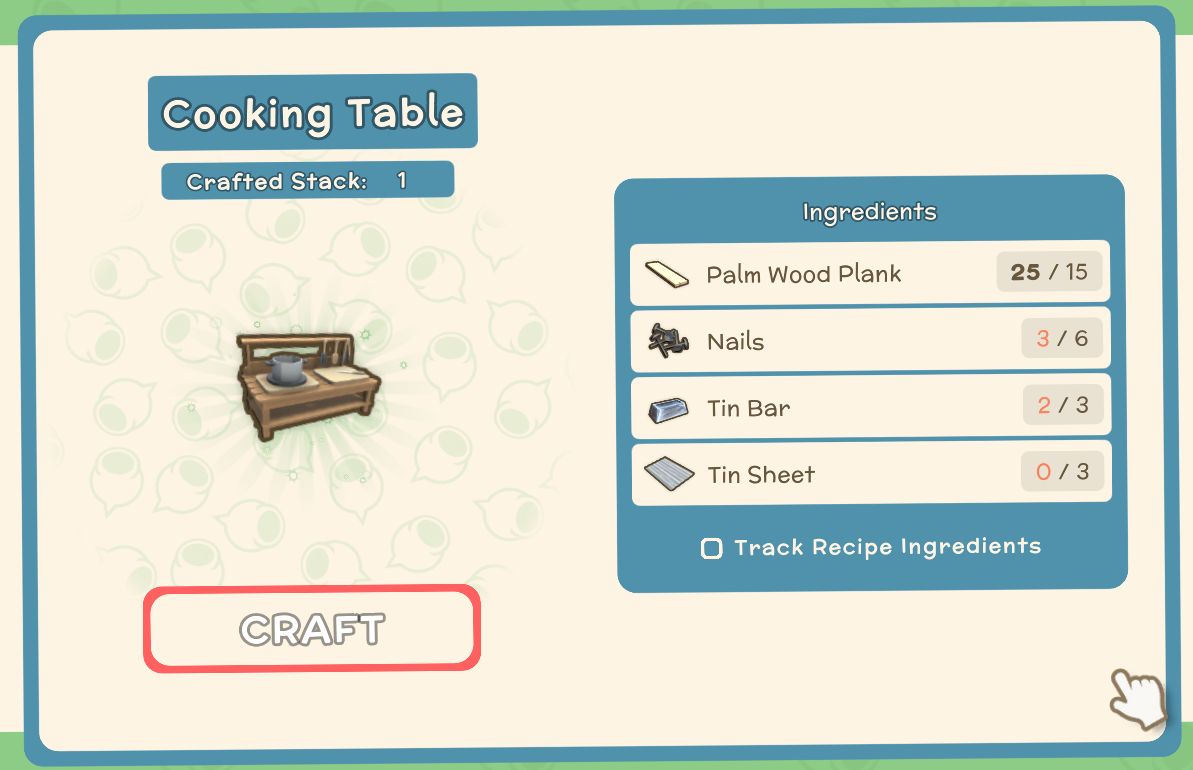 Cooking Table
Crafted Stack: 1
Ingredients
Palm Wood Plank 25 / 15
Nails 3 / 6
Tin Bar 2 / 3
Tin Sheet 0 / 3
Track Recipe Ingredients
CRAFT